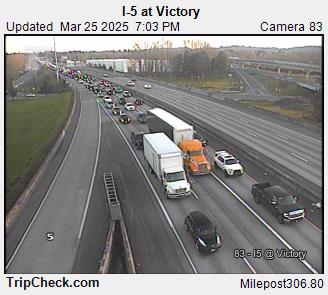 I-5 at Victory
Updated  Mar 25 2025  7:03 PM
Camera 83
S
83 - I5 @ Victory
TripCheck.com
Milepost306.80